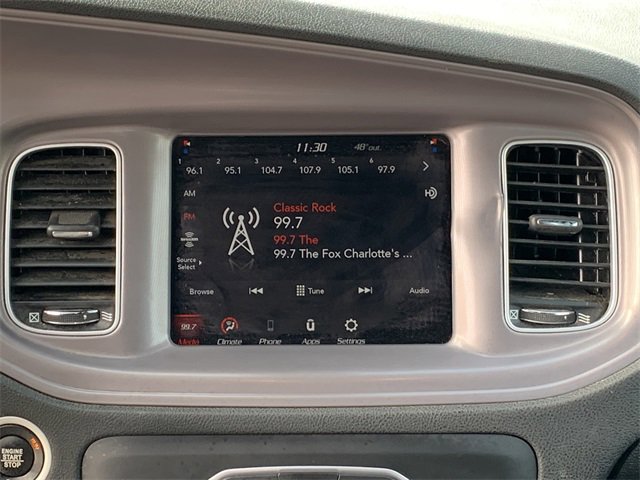 11:30 48° out.
1 2 3 4 5 6
96.1 95.1 104.7 107.9 105.1 97.9
AM
HD
Classic Rock
FM
99.7
99.7 The
99.7 The Fox Charlotte's ...
Source
Select
Browse Tune Audio
99.7
Media Climate Phone Apps Settings
ENGINE
START
STOP